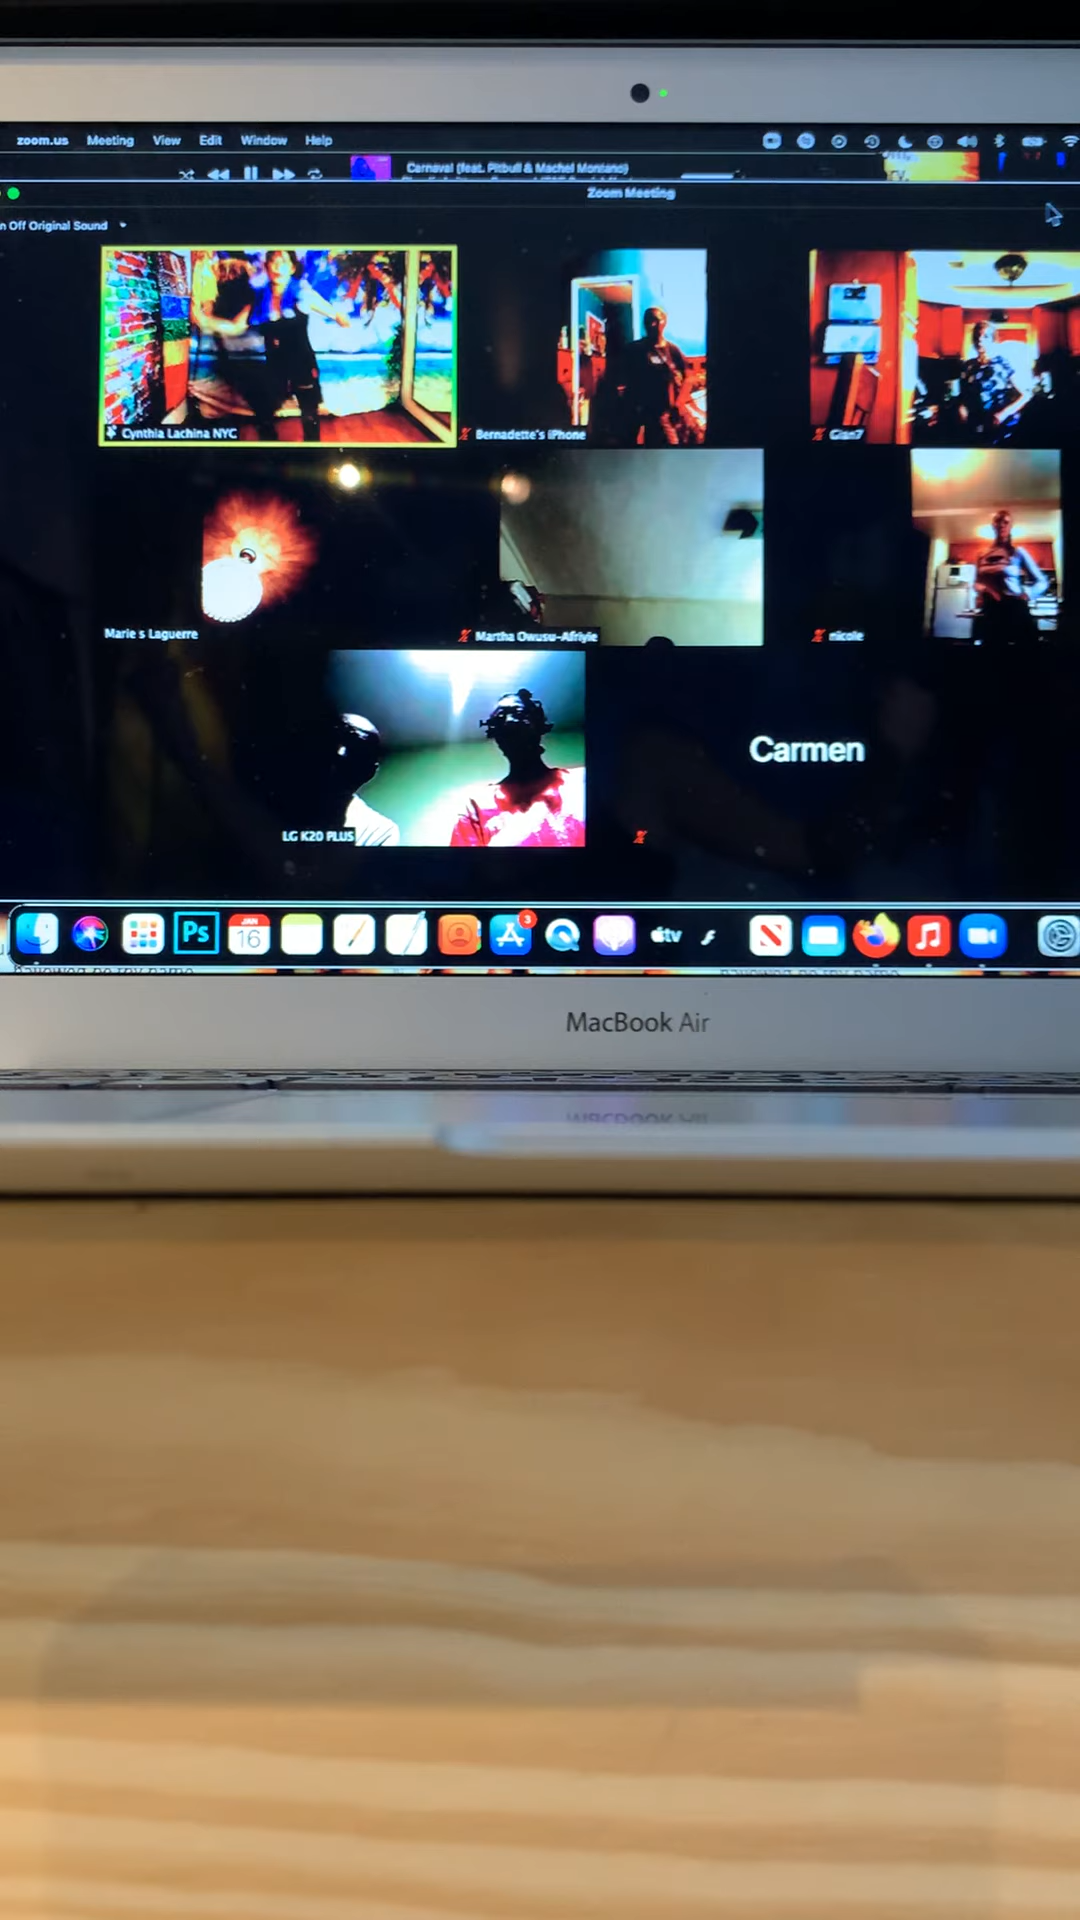 zoom.us Meeting View Edit Window Help
Carnaval (feat. Pitbull & Machel Montano)
Zoom Meeting
n Off Original Sound
Cynthia Lachina NYC
Bernadette's iPhone
Gian7
Marie s Laguerre
Martha Owusu-Afriyie
nicole
LG K20 PLUS
Carmen
Ps
JAN
16
3
tv
MacBook Air